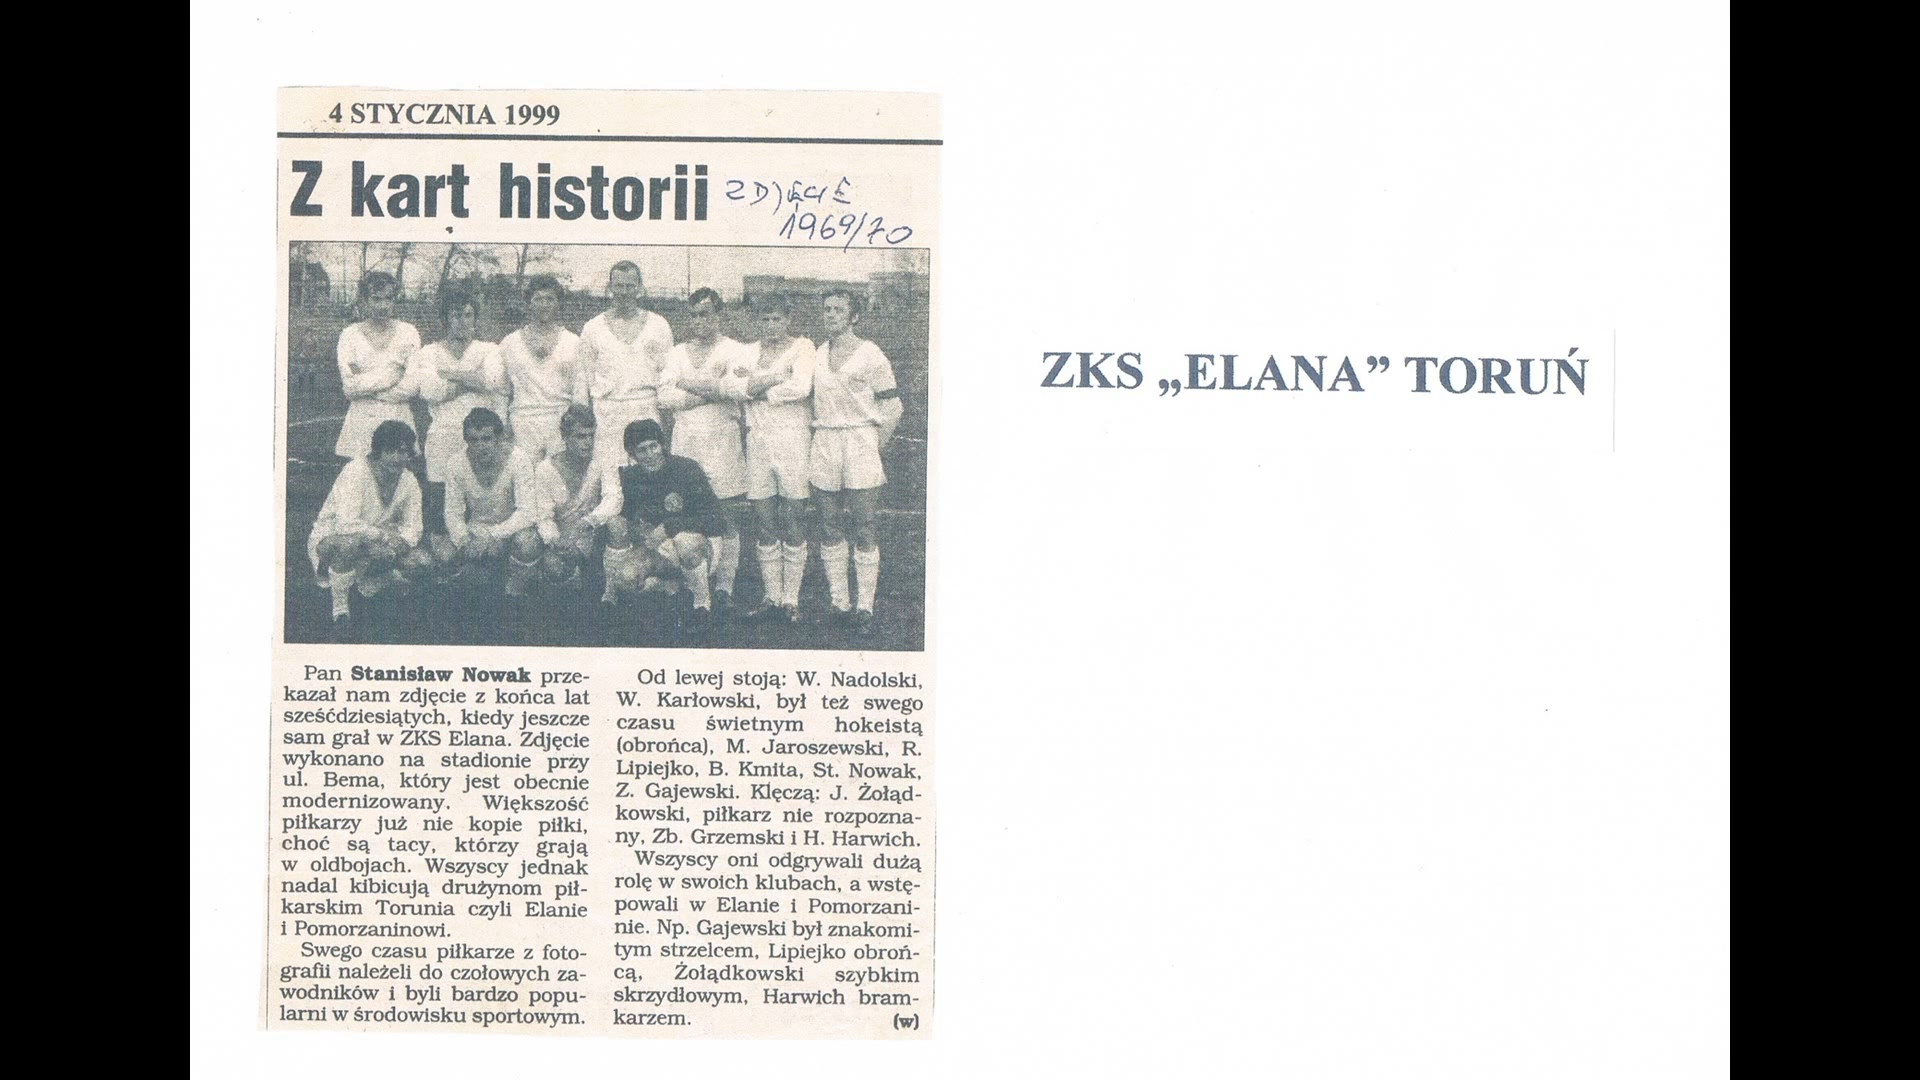 4 STYCZNIA 1999
Z kart historii
ZDJĘCIE
1969/70
Pan Stanisław Nowak prze-
kazał nam zdjęcie z końca lat
sześćdziesiątych, kiedy jeszcze
sam grał w ZKS Elana. Zdjęcie
wykonano na stadionie przy
ul. Bema, który jest obecnie
modernizowany. Większość
piłkarzy już nie kopie piłki,
choć są tacy, którzy grają
w oldbojach. Wszyscy jednak
nadal kibicują drużynom pił-
karskim Torunia czyli Elanie
i Pomorzaninowi.
Swego czasu piłkarze z foto-
grafii należeli do czołowych za-
wodników i byli bardzo popu-
larni w środowisku sportowym.
Od lewej stoją: W. Nadolski,
W. Karłowski, był też swego
czasu świetnym hokeistą
(obrońca), M. Jaroszewski, R.
Lipiejko, B. Kmita, St. Nowak,
Z. Gajewski. Klęczą: J. Żołąd-
kowski, piłkarz nie rozpozna-
ny, Zb. Grzemski i H. Harwich.
Wszyscy oni odgrywali dużą
rolę w swoich klubach, a wstę-
powali w Elanie i Pomorzani-
nie. Np. Gajewski był znakomi-
tym strzelcem, Lipiejko obroń-
cą, Żołądkowski szybkim
skrzydłowym, Harwich bram-
karzem.
(w)
ZKS „ELANA” TORUŃ